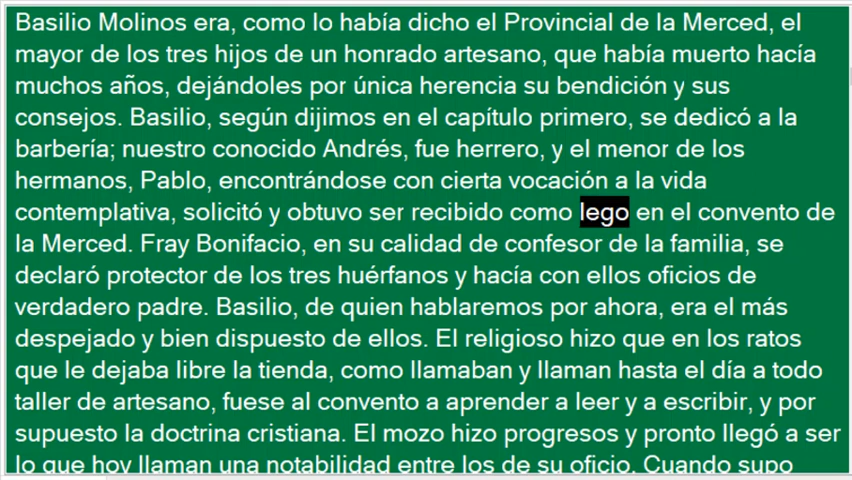 Basilio Molinos era, como lo había dicho el Provincial de la Merced, el
mayor de los tres hijos de un honrado artesano, que había muerto hacía
muchos años, dejándoles por única herencia su bendición y sus
consejos. Basilio, según dijimos en el capítulo primero, se dedicó a la
barbería; nuestro conocido Andrés, fue herrero, y el menor de los
hermanos, Pablo, encontrándose con cierta vocación a la vida
contemplativa, solicitó y obtuvo ser recibido como lego en el convento de
la Merced. Fray Bonifacio, en su calidad de confesor de la familia, se
declaró protector de los tres huérfanos y hacía con ellos oficios de
verdadero padre. Basilio, de quien hablaremos por ahora, era el más
despejado y bien dispuesto de ellos. El religioso hizo que en los ratos
que le dejaba libre la tienda, como llamaban y llaman hasta el día a todo
taller de artesano, fuese al convento a aprender a leer y a escribir, y por
supuesto la doctrina cristiana. El mozo hizo progresos y pronto llegó a ser
lo que hoy llaman una notabilidad entre los de su oficio. Cuando supo